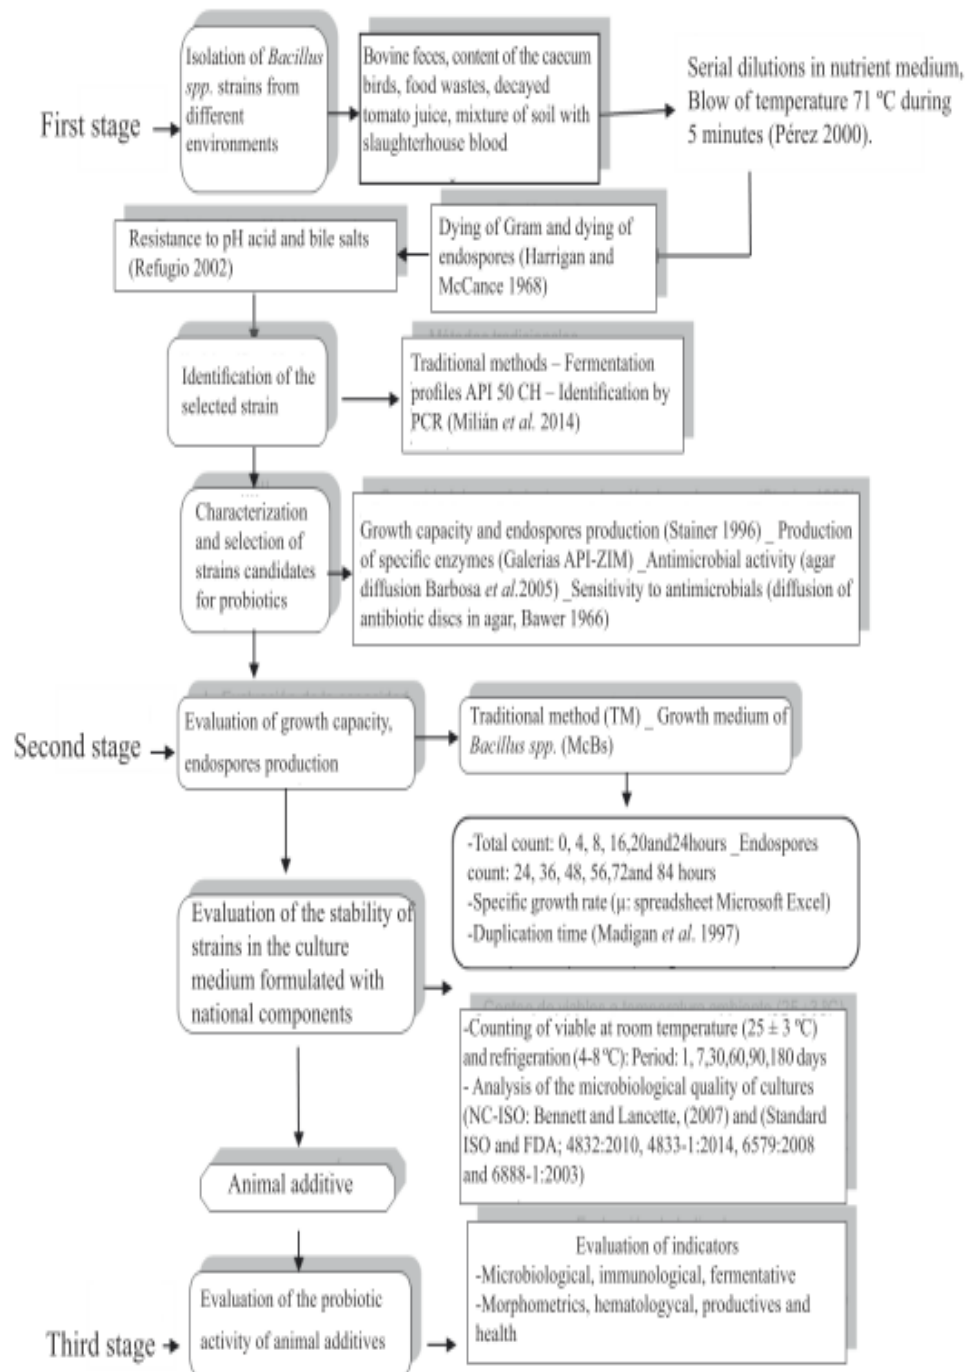 First stage
Isolation of Bacillus
spp. strains from
different
environments
Bovine feces, content of the caecum
birds, food wastes, decayed
tomato juice, mixture of soil with
slaughterhouse blood
Serial dilutions in nutrient medium,
Blow of temperature 71 ºC during
5 minutes (Pérez 2000).
Dying of Gram and dying of
endospores (Harrigan and
McCance 1968)
Resistance to pH acid and bile salts
(Refugio 2002)
Identification of the
selected strain
Traditional methods – Fermentation
profiles API 50 CH – Identification by
PCR (Milián et al. 2014)
Characterization
and selection of
strains candidates
for probiotics
Growth capacity and endospores production (Stainer 1996) _ Production
of specific enzymes (Galerias API-ZIM) _Antimicrobial activity (agar
diffusion Barbosa et al.2005) _Sensitivity to antimicrobials (diffusion of
antibiotic discs in agar, Bawer 1966)
Second stage
Evaluation of growth capacity,
endospores production
Traditional method (TM) _ Growth medium of
Bacillus spp. (McBs)
-Total count: 0, 4, 8, 16,20and24hours _Endospores
count: 24, 36, 48, 56,72and 84 hours
-Specific growth rate (µ: spreadsheet Microsoft Excel)
-Duplication time (Madigan et al. 1997)
Evaluation of the stability of
strains in the culture
medium formulated with
national components
-Counting of viable at room temperature (25 ± 3 ºC)
and refrigeration (4-8 ºC): Period: 1, 7,30,60,90,180 days
- Analysis of the microbiological quality of cultures
(NC-ISO: Bennett and Lancette, (2007) and (Standard
ISO and FDA; 4832:2010, 4833-1:2014, 6579:2008
and 6888-1:2003)
Animal additive
Third stage
Evaluation of the probiotic
activity of animal additives
Evaluation of indicators
-Microbiological, immunological, fermentative
-Morphometrics, hematologycal, productives and
health